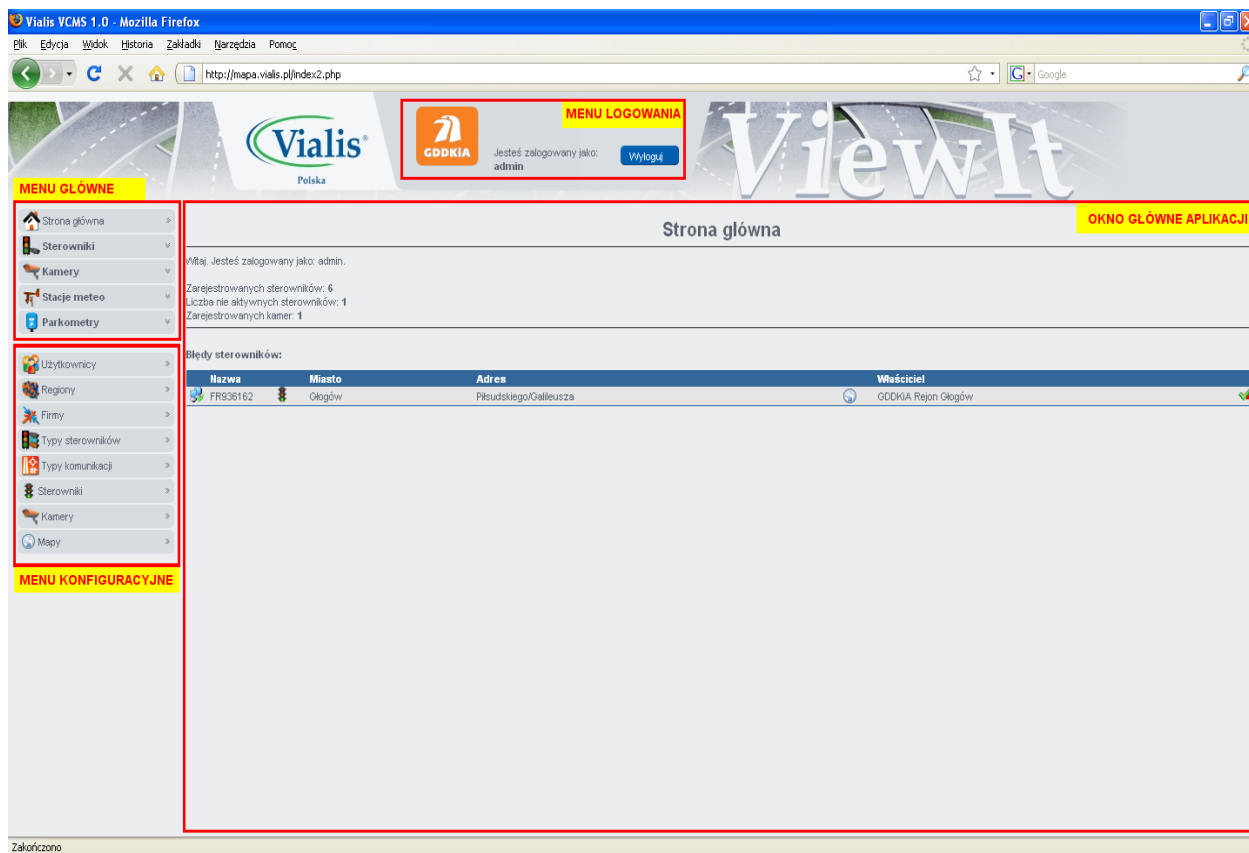 Vialis VCMS 1.0 - Mozilla Firefox
Plik Edycja Widok Historia Zakładki Narzędzia Pomoc
http://mapa.vialis.pl/index2.php
G Google
MENU LOGOWANIA
Vialis®
Polska
GDDKiA
Jesteś zalogowany jako:
admin
Wyloguj
ViewIt
MENU GLÓWNE
Strona główna
Sterowniki
Kamery
Stacje meteo
Parkometry
Użytkownicy
Regiony
Firmy
Typy sterowników
Typy komunikacji
Sterowniki
Kamery
Mapy
MENU KONFIGURACYJNE
OKNO GLÓWNE APLIKACJI
Strona główna
Witaj. Jesteś zalogowany jako: admin.
Zarejestrowanych sterowników: 6
Liczba nie aktywnych sterowników: 1
Zarejestrowanych kamer: 1
Błędy sterowników:
Nazwa Miasto Adres Właściciel
FR936162 Głogów Piłsudskiego/Galileusza GDDKiA Rejon Głogów
Zakończono